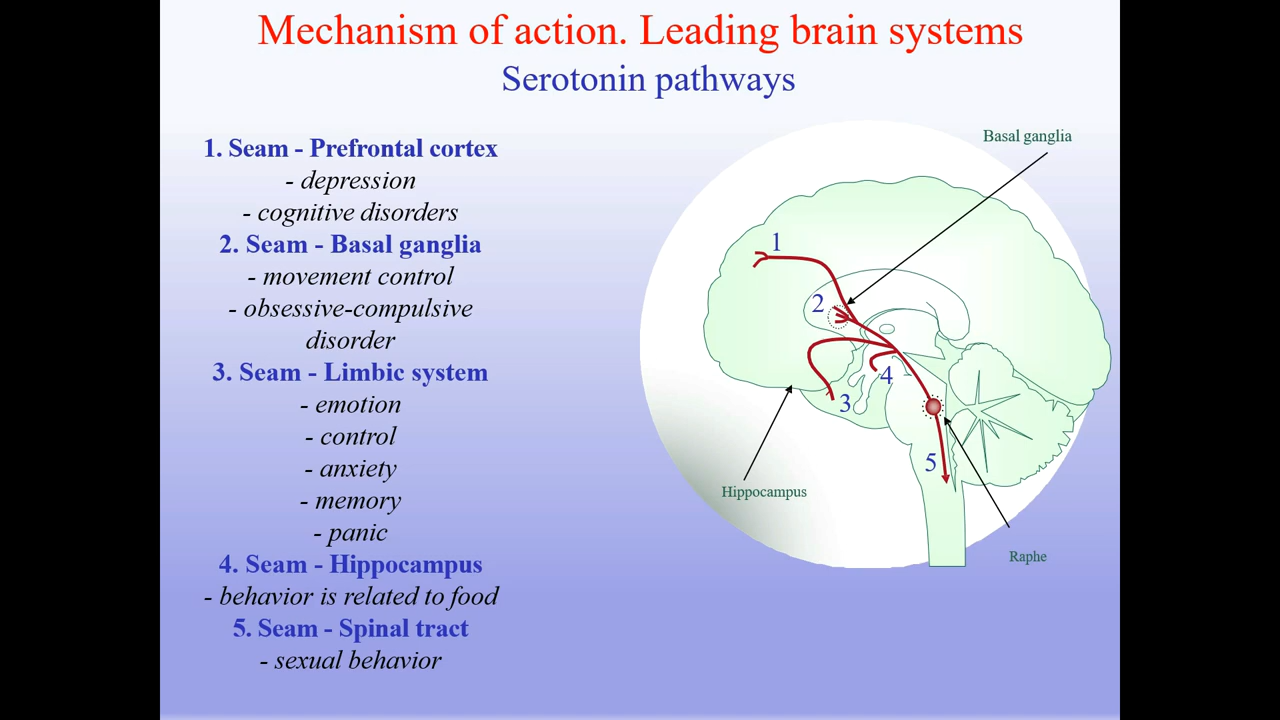 Mechanism of action. Leading brain systems
Serotonin pathways
1. Seam - Prefrontal cortex
- depression
- cognitive disorders
2. Seam - Basal ganglia
- movement control
- obsessive-compulsive
disorder
3. Seam - Limbic system
- emotion
- control
- anxiety
- memory
- panic
4. Seam - Hippocampus
- behavior is related to food
5. Seam - Spinal tract
- sexual behavior
Basal ganglia
1
2
4
3
5
Hippocampus
Raphe